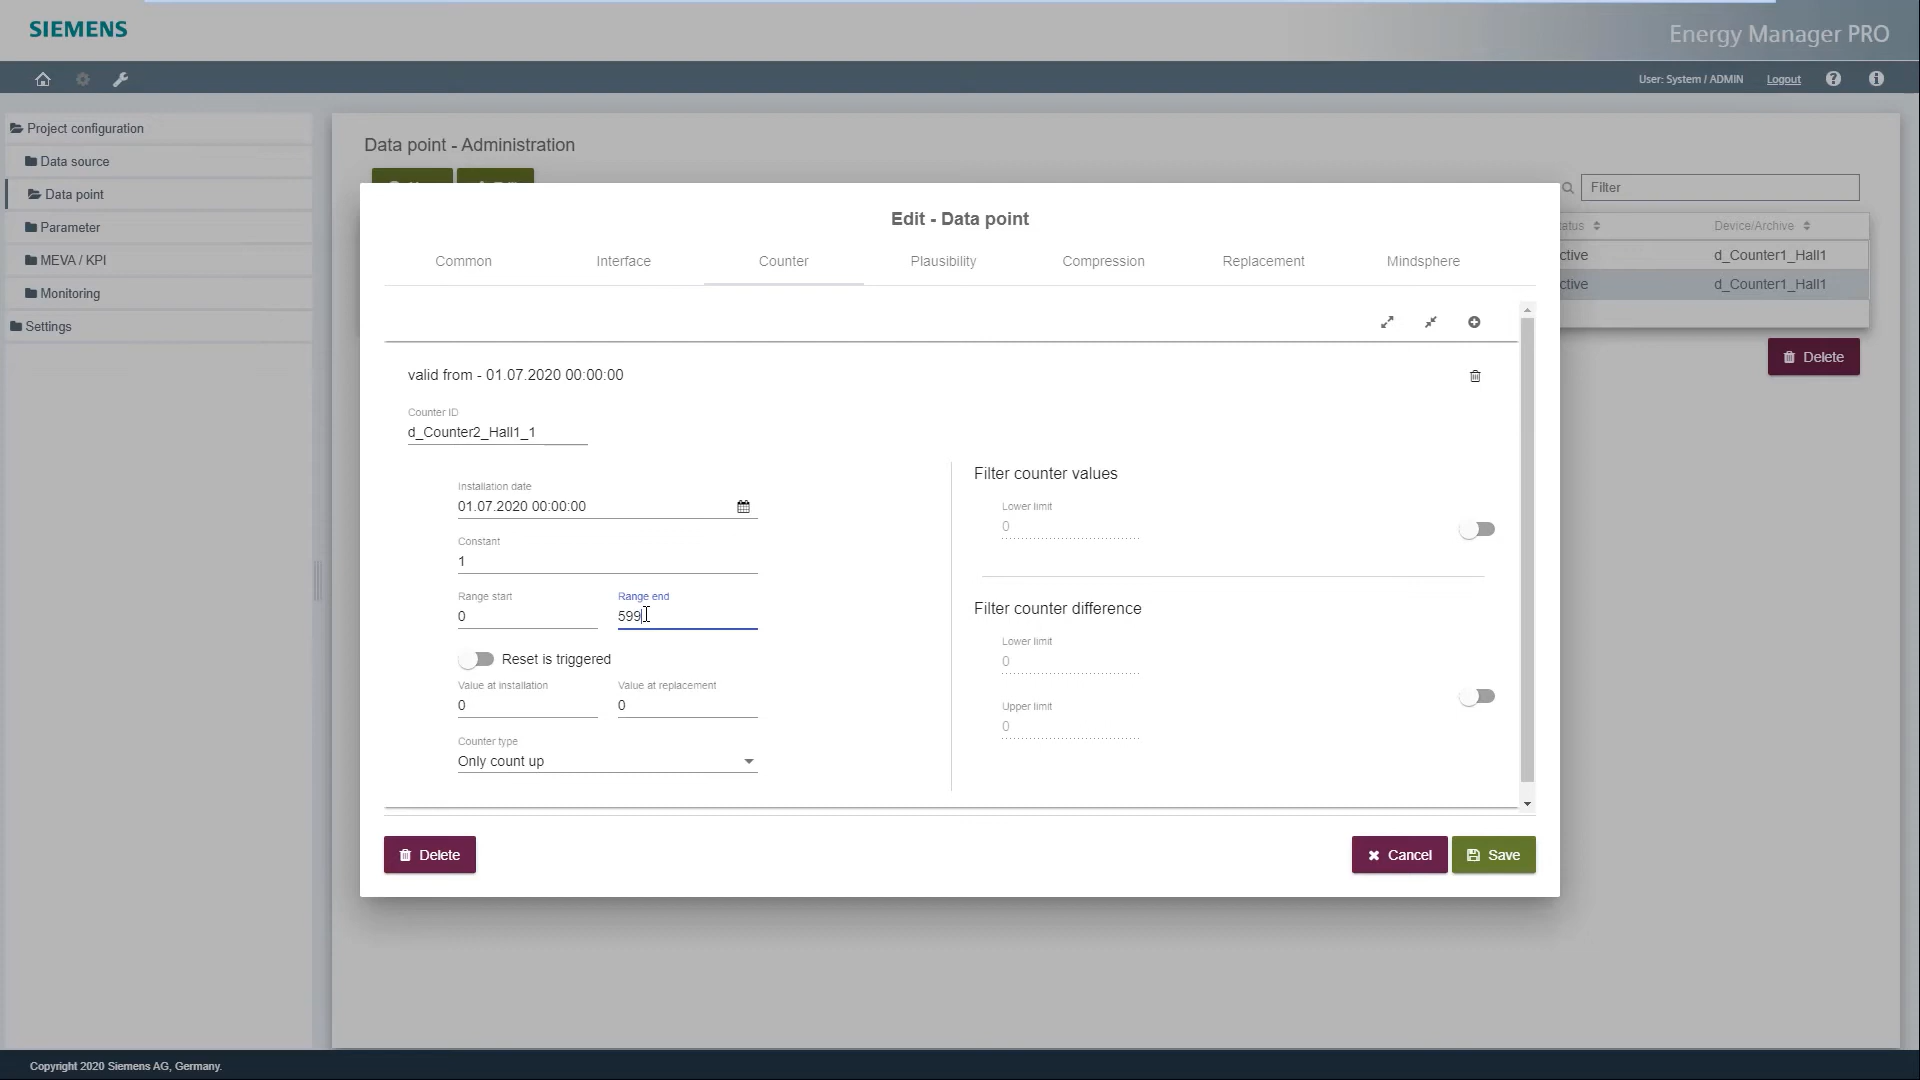 SIEMENS
Energy Manager PRO
User: System / ADMIN
Logout
Project configuration
Data source
Data point
Parameter
MEVA / KPI
Monitoring
Settings
Data point - Administration
Filter
Device/Archive
d_Counter1_Hall1
d_Counter1_Hall1
Delete
Edit - Data point
Common
Interface
Counter
Plausibility
Compression
Replacement
Mindsphere
valid from - 01.07.2020 00:00:00
Counter ID
d_Counter2_Hall1_1
Installation date
01.07.2020 00:00:00
Constant
1
Range start
0
Range end
599
Reset is triggered
Value at installation
0
Value at replacement
0
Counter type
Only count up
Filter counter values
Lower limit
0
Filter counter difference
Lower limit
0
Upper limit
0
Delete
Cancel
Save
Copyright 2020 Siemens AG, Germany.